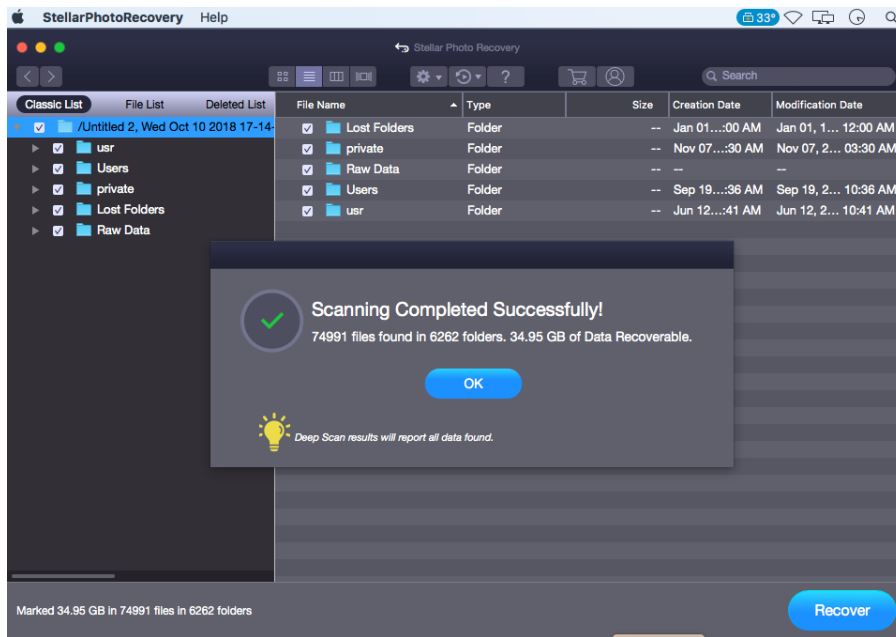 StellarPhotoRecovery Help 33°
Stellar Photo Recovery
?
Search
Classic List File List Deleted List
File Name Type Size Creation Date Modification Date
/Untitled 2, Wed Oct 10 2018 17-14-
usr
Users
private
Lost Folders
Raw Data
Lost Folders Folder -- Jan 01...:00 AM Jan 01, 1... 12:00 AM
private Folder -- Nov 07...:30 AM Nov 07, 2... 03:30 AM
Raw Data Folder -- -- --
Users Folder -- Sep 19...:36 AM Sep 19, 2... 10:36 AM
usr Folder -- Jun 12...:41 AM Jun 12, 2... 10:41 AM
Scanning Completed Successfully!
74991 files found in 6262 folders. 34.95 GB of Data Recoverable.
OK
Deep Scan results will report all data found.
Marked 34.95 GB in 74991 files in 6262 folders
Recover